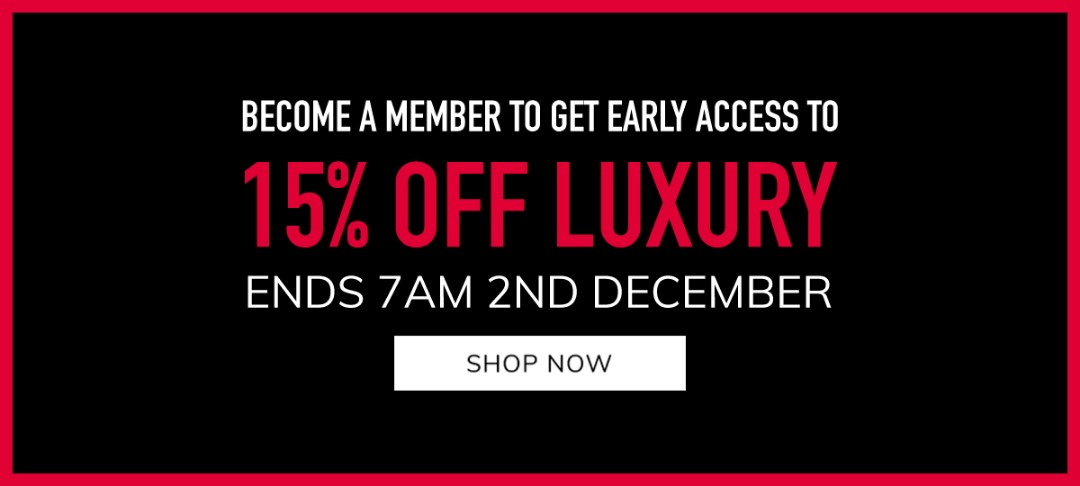 BECOME A MEMBER TO GET EARLY ACCESS TO
15% OFF LUXURY
ENDS 7AM 2ND DECEMBER
SHOP NOW